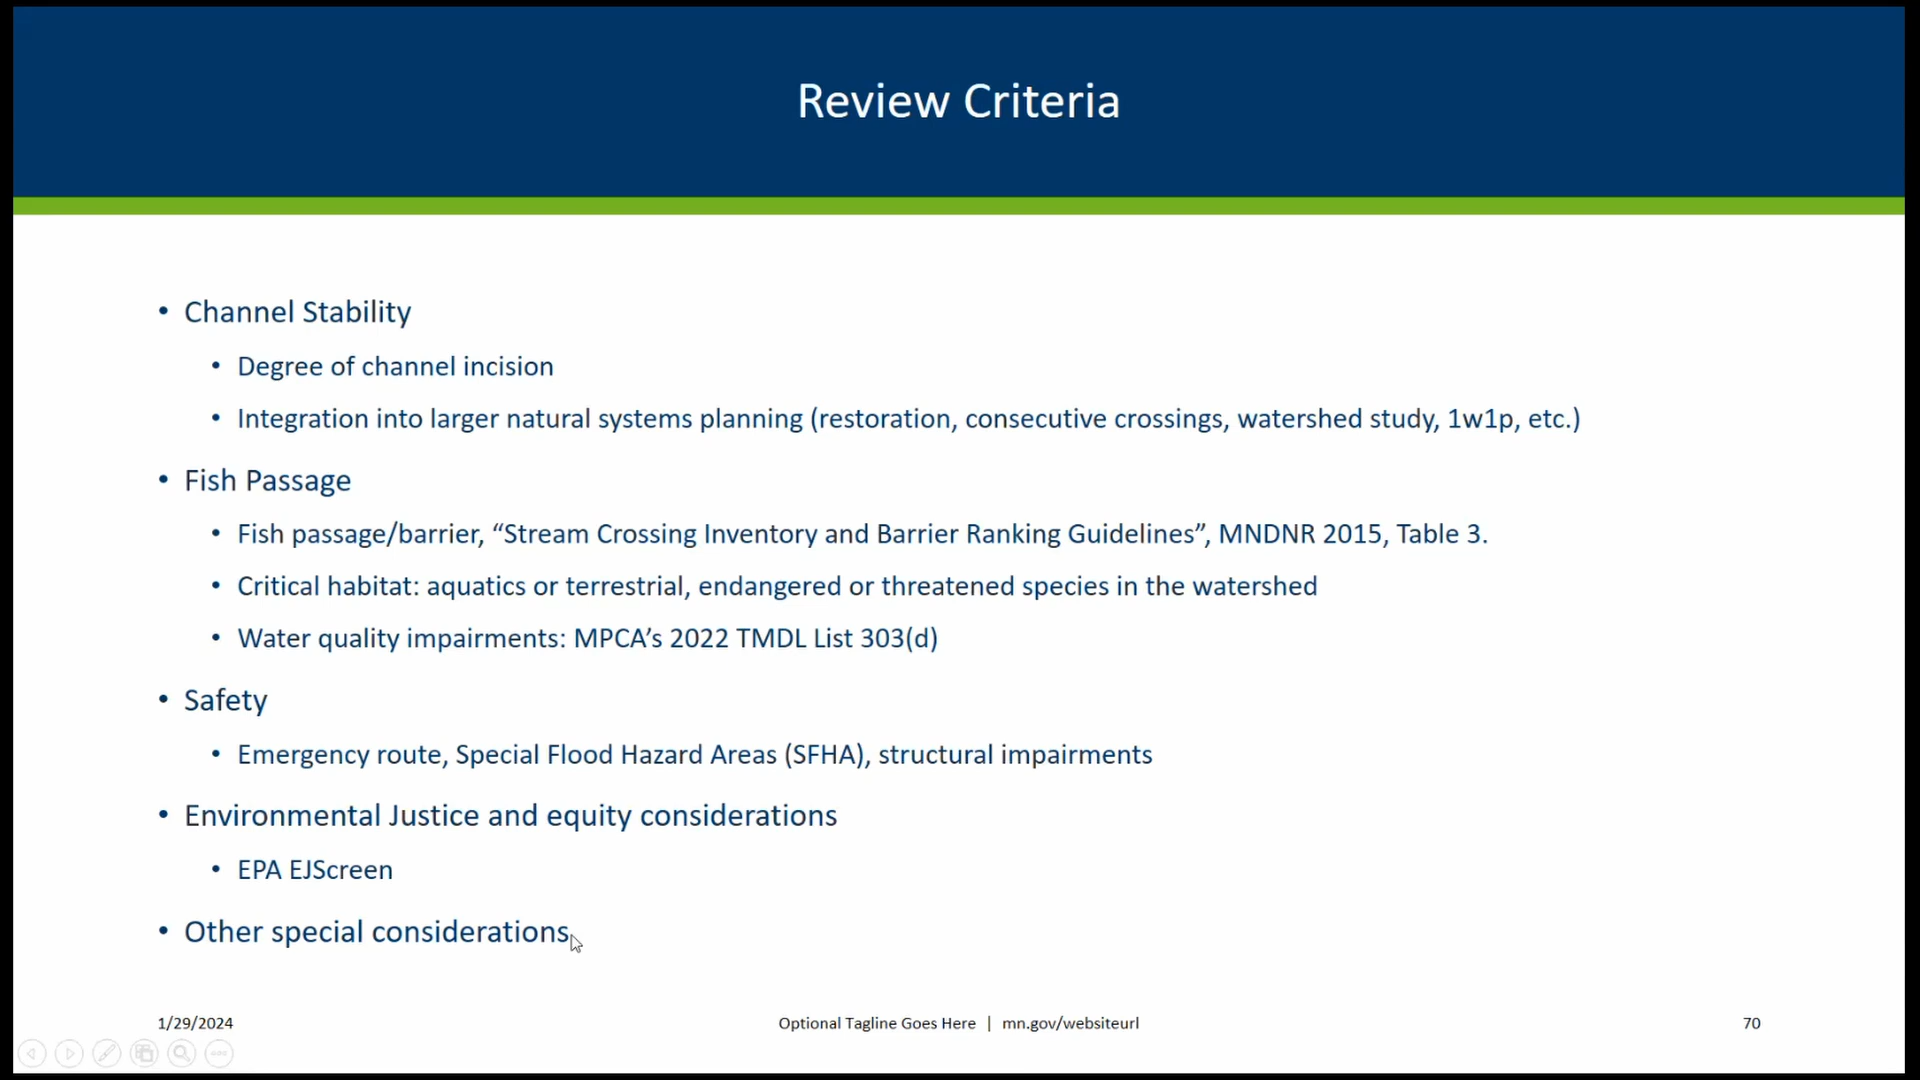 Review Criteria
• Channel Stability
• Degree of channel incision
• Integration into larger natural systems planning (restoration, consecutive crossings, watershed study, 1w1p, etc.)
• Fish Passage
• Fish passage/barrier, “Stream Crossing Inventory and Barrier Ranking Guidelines”, MNDNR 2015, Table 3.
• Critical habitat: aquatics or terrestrial, endangered or threatened species in the watershed
• Water quality impairments: MPCA’s 2022 TMDL List 303(d)
• Safety
• Emergency route, Special Flood Hazard Areas (SFHA), structural impairments
• Environmental Justice and equity considerations
• EPA EJScreen
• Other special considerations
1/29/2024
Optional Tagline Goes Here | mn.gov/websiteurl
70